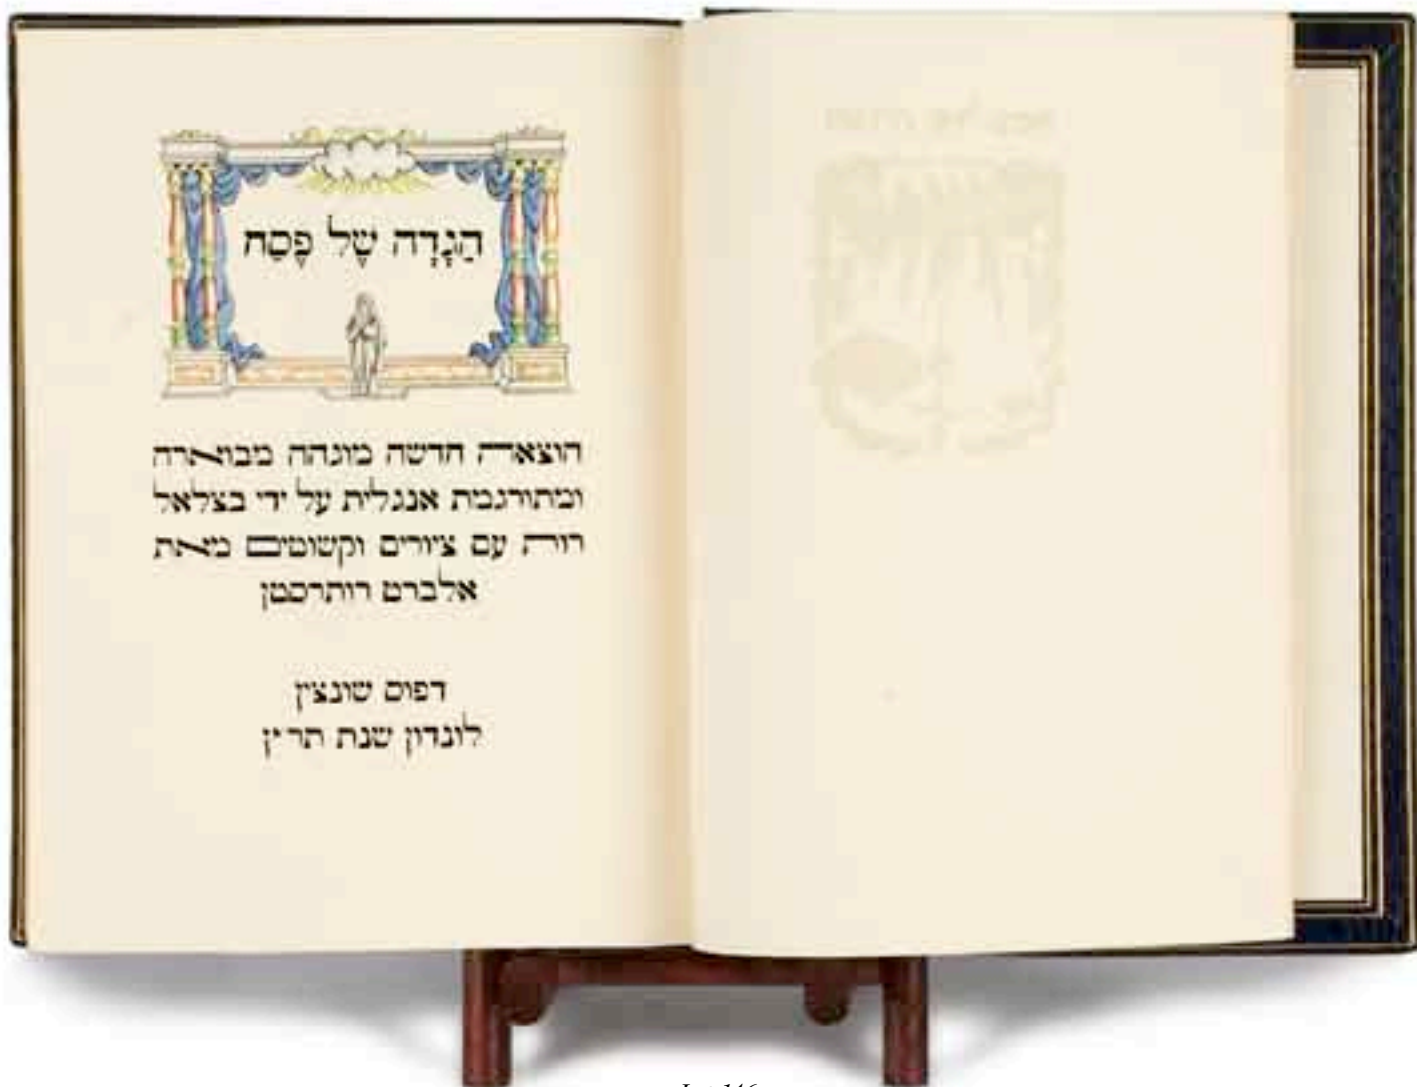 הַגָּדָה שֶׁל פֶּסַח
הוצאה חדשה מוגהה מבוארה
ומתורגמת אנגלית על ידי בצלאל
רות עם ציורים וקשוטים מאת
אלברט רותרסטן
דפוס שונצין
לונדון שנת תר״ץ